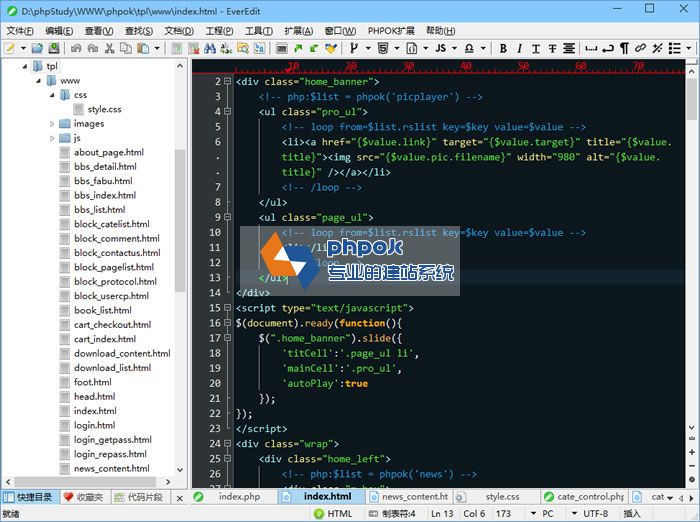 D:\phpStudy\WWW\phpok\tpl\www\index.html - EverEdit
文件(F) 编辑(E) 查看(V) 查找(S) 文档(D) 工程(P) 工具(T) 扩展(A) 窗口(W) PHPOK扩展 帮助(H)
tpl
www
css
style.css
images
js
about_page.html
bbs_detail.html
bbs_fabu.html
bbs_index.html
bbs_list.html
block_catelist.html
block_comment.html
block_contactus.html
block_pagelist.html
block_protocol.html
block_usercp.html
book_list.html
cart_checkout.html
cart_index.html
download_content.html
download_list.html
foot.html
head.html
index.html
login.html
login_getpass.html
login_repass.html
news_content.html
快捷目录 收藏夹 代码片段
10 20 30 40 50 60 70
2 <div class="home_banner">
3 <!-- php:$list = phpok('picplayer') -->
4 <ul class="pro_ul">
5 <!-- loop from=$list.rslist key=$key value=$value -->
6 <li><a href="{$value.link}" target="{$value.target}" title="{$value.
title}"><img src="{$value.pic.filename}" width="980" alt="{$value.
title}" /></a></li>
7 <!-- /loop -->
8 </ul>
9 <ul class="page_ul">
10 <!-- loop from=$list.rslist key=$key value=$value -->
11
12
13 </ul>
phpok
专业的建站系统
14 </div>
15 <script type="text/javascript">
16 $(document).ready(function(){
17 $(".home_banner").slide({
18 'titCell':'.page_ul li',
19 'mainCell':'.pro_ul',
20 'autoPlay':true
21 });
22 });
23 </script>
24 <div class="wrap">
25 <div class="home_left">
26 <!-- php:$list = phpok('news') -->
27
index.php index.html news_content.ht style.css cate_control.php cat
就绪 HTML 制表符:4 Ln 13 Col 6 173 PC UTF-8 插入